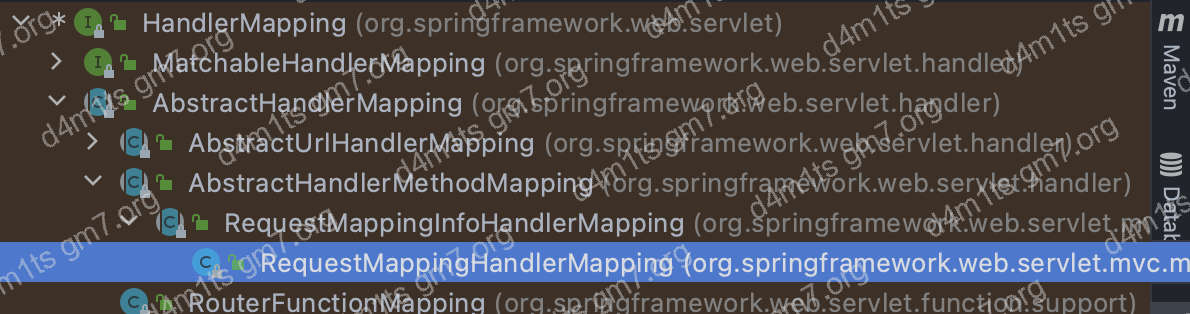 HandlerMapping (org.springframework.web.servlet)
MatchableHandlerMapping (org.springframework.web.servlet.handler)
AbstractHandlerMapping (org.springframework.web.servlet.handler)
AbstractUrlHandlerMapping (org.springframework.web.servlet.handler)
AbstractHandlerMethodMapping (org.springframework.web.servlet.handler)
RequestMappingInfoHandlerMapping (org.springframework.web.servlet.m
RequestMappingHandlerMapping (org.springframework.web.servlet.mvc.m
RouterFunctionMapping (org.springframework.web.servlet.function.support)
Maven
Datab
d4m1ts gm7.org